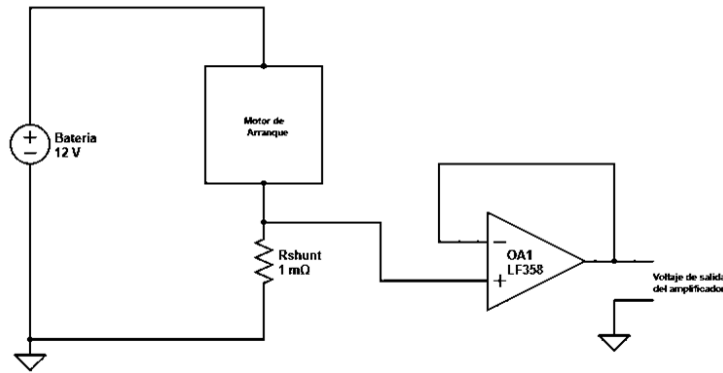 Motor de
Arranque
+
−
Bateria
12 V
Rshunt
1 mΩ
−
+
OA1
LF358
Voltaje de salida
del amplificador